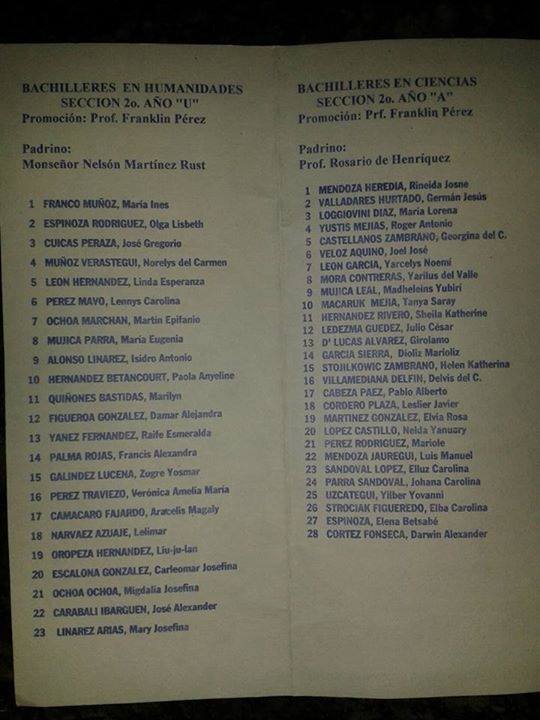 BACHILLERES EN HUMANIDADES
SECCION 2o. AÑO "U"
Promoción: Prof. Franklin Pérez
Padrino:
Monseñor Nelsón Martínez Rust
1 FRANCO MUÑOZ, María Ines
2 ESPINOZA RODRIGUEZ, Olga Lisbeth
3 CUICAS PERAZA, José Gregorio
4 MUÑOZ VERASTEGUI, Norelys del Carmen
5 LEON HERNANDEZ, Linda Esperanza
6 PEREZ MAYO, Lennys Carolina
7 OCHOA MARCHAN, Martin Epifanio
8 MUJICA PARRA, María Eugenia
9 ALONSO LINAREZ, Isidro Antonio
10 HERNANDEZ BETANCOURT, Paola Anyeline
11 QUIÑONES BASTIDAS, Marilyn
12 FIGUEROA GONZALEZ, Damar Alejandra
13 YANEZ FERNANDEZ, Raife Esmeralda
14 PALMA ROJAS, Francis Alexandra
15 GALINDEZ LUCENA, Zugre Yosmar
16 PEREZ TRAVIEZO, Verónica Amelia María
17 CAMACARO FAJARDO, Aracelis Magaly
18 NARVAEZ AZUAJE, Lelimar
19 OROPEZA HERNANDEZ, Liu-ju-lan
20 ESCALONA GONZALEZ, Carleomar Josefina
21 OCHOA OCHOA, Migdalia Josefina
22 CARABALI IBARGUEN, José Alexander
23 LINAREZ ARIAS, Mary Josefina
BACHILLERES EN CIENCIAS
SECCION 2o. AÑO "A"
Promoción: Prf. Franklin Pérez
Padrino:
Prof. Rosario de Henríquez
1 MENDOZA HEREDIA, Rineida Josne
2 VALLADARES HURTADO, Germán Jesús
3 LOGGIOVINI DIAZ, María Lorena
4 YUSTIS MEJIAS, Roger Antonio
5 CASTELLANOS ZAMBRANO, Georgina del C.
6 VELOZ AQUINO, Joel José
7 LEON GARCIA, Yarcelys Noemi
8 MORA CONTRERAS, Yarilus del Valle
9 MUJICA LEAL, Madheleins Yubirí
10 MACARUK MEJIA, Tanya Saray
11 HERNANDEZ RIVERO, Sheila Katherine
12 LEDEZMA GUEDEZ, Julio César
13 D' LUCAS ALVAREZ, Girolamo
14 GARCIA SIERRA, Dioliz Marioliz
15 STOJILKOWIC ZAMBRANO, Helen Katherina
16 VILLAMEDIANA DELFIN, Delvis del C.
17 CABEZA PAEZ, Pablo Alberto
18 CORDERO PLAZA, Leslier Javier
19 MARTINEZ GONZALEZ, Elvia Rosa
20 LOPEZ CASTILLO, Nelda Yanuary
21 PEREZ RODRIGUEZ, Mariole
22 MENDOZA JAUREGUI, Luis Manuel
23 SANDOVAL LOPEZ, Elluz Carolina
24 PARRA SANDOVAL, Johana Carolina
25 UZCATEGUI, Yilber Yovanni
26 STROCIAK FIGUEREDO, Elba Carolina
27 ESPINOZA, Elena Betsabé
28 CORTEZ FONSECA, Darwin Alexander